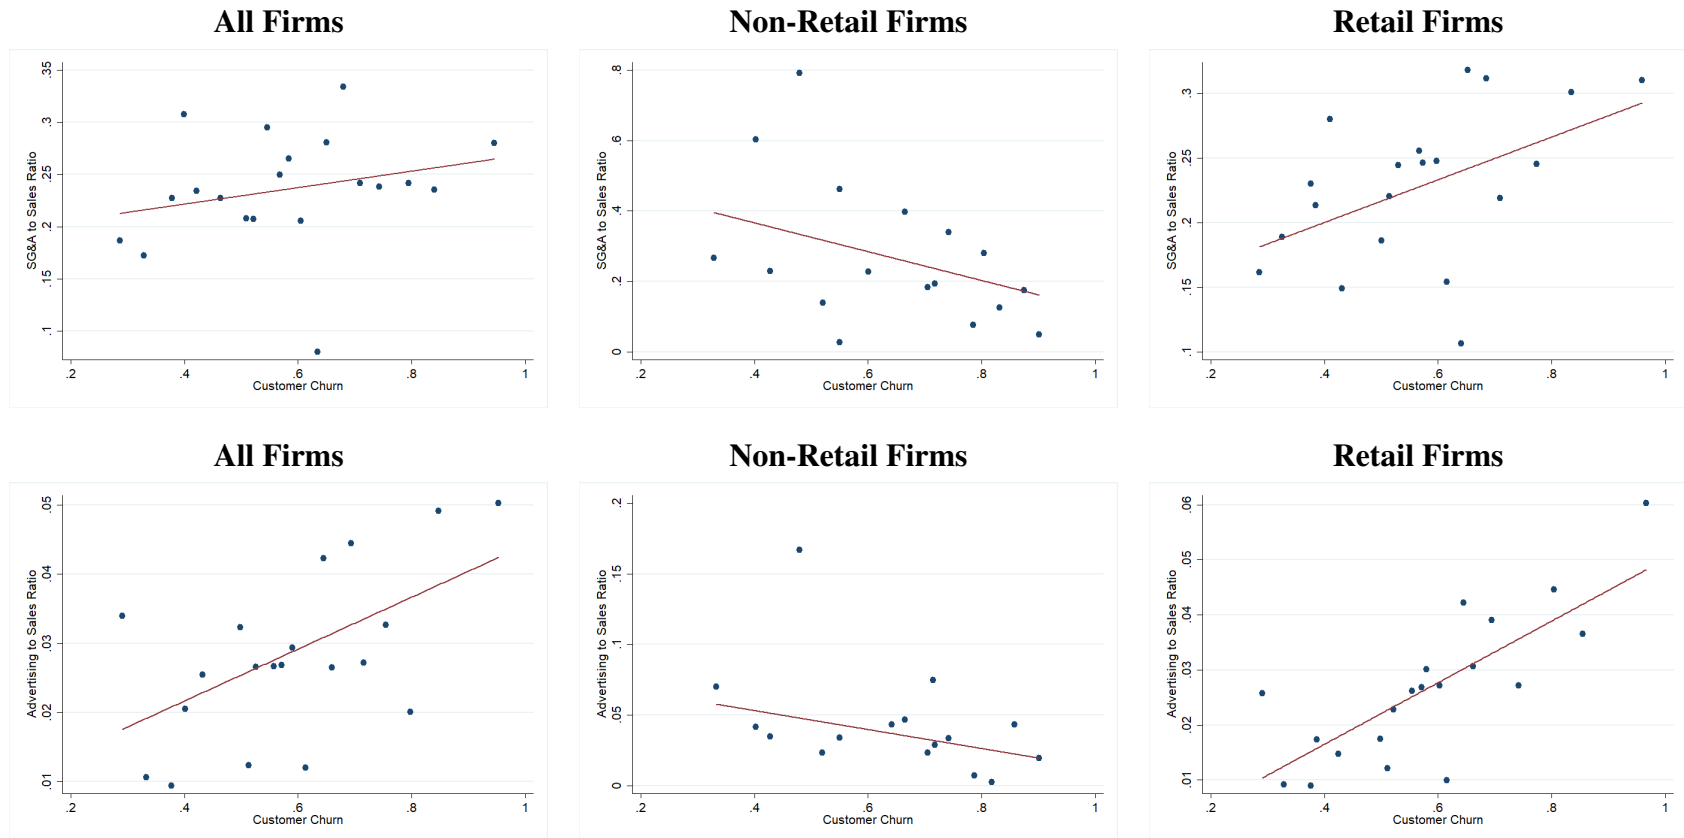 All Firms
Non-Retail Firms
Retail Firms
SG&A to Sales Ratio
.1 .15 .2 .25 .3 .35
.2 .4 .6 .8 1
Customer Churn
SG&A to Sales Ratio
0 .2 .4 .6 .8
.2 .4 .6 .8 1
Customer Churn
SG&A to Sales Ratio
.1 .15 .2 .25 .3
.2 .4 .6 .8 1
Customer Churn
All Firms
Non-Retail Firms
Retail Firms
Advertising to Sales Ratio
.01 .02 .03 .04 .05
.2 .4 .6 .8 1
Customer Churn
Advertising to Sales Ratio
0 .05 .1 .15 .2
.2 .4 .6 .8 1
Customer Churn
Advertising to Sales Ratio
.01 .02 .03 .04 .05 .06
.2 .4 .6 .8 1
Customer Churn